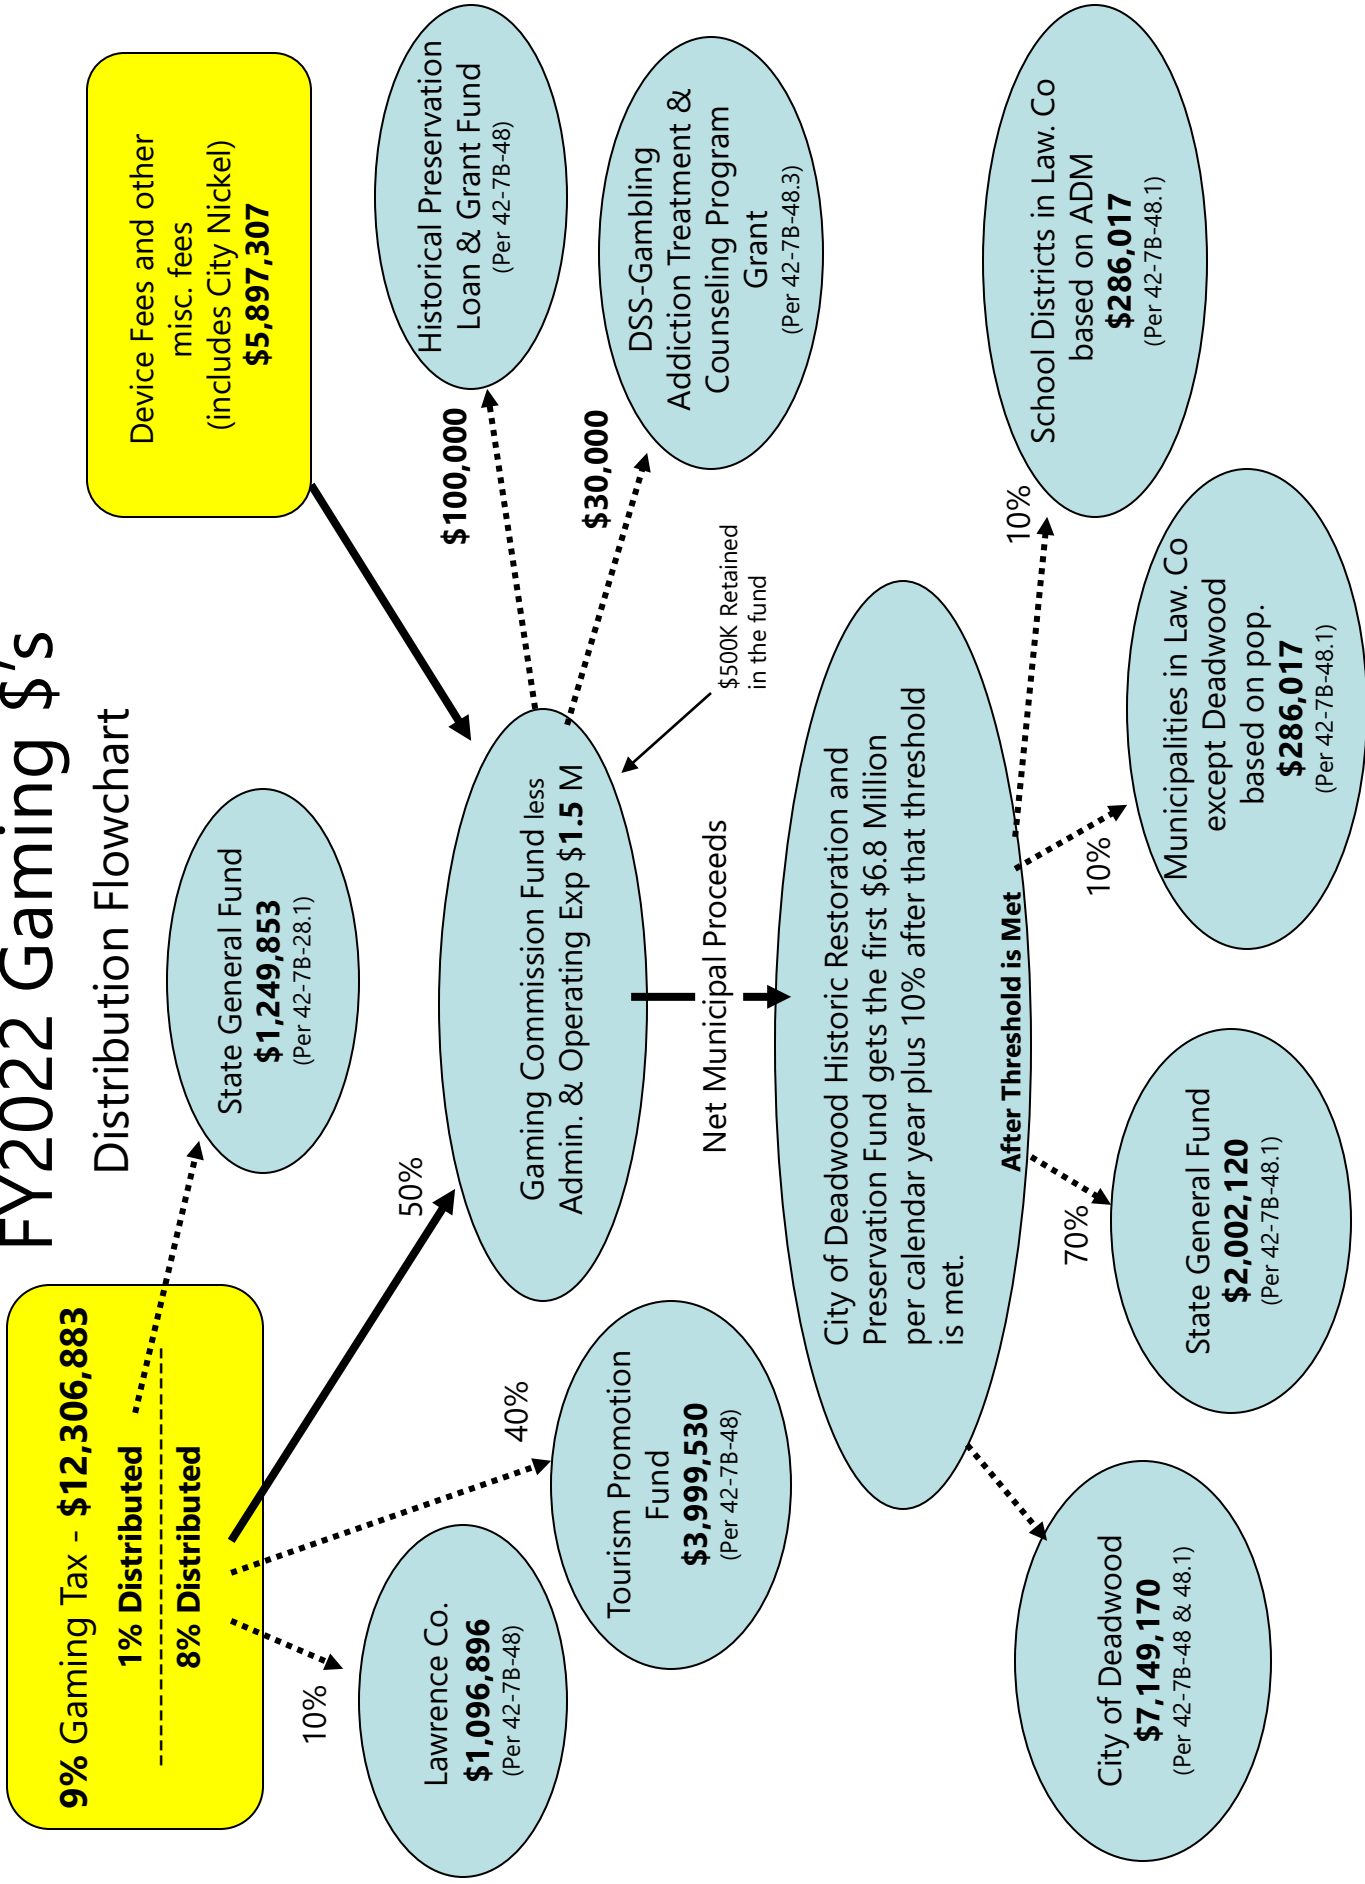 FY2022 Gaming $'s
Distribution Flowchart
9% Gaming Tax - $12,306,883
1% Distributed
8% Distributed
Device Fees and other
misc. fees
(includes City Nickel)
$5,897,307
State General Fund
$1,249,853
(Per 42-7B-28.1)
10%
50%
40%
Lawrence Co.
$1,096,896
(Per 42-7B-48)
Tourism Promotion
Fund
$3,999,530
(Per 42-7B-48)
Gaming Commission Fund less
Admin. & Operating Exp $1.5 M
$100,000
Historical Preservation
Loan & Grant Fund
(Per 42-7B-48)
$30,000
DSS-Gambling
Addiction Treatment &
Counseling Program
Grant
(Per 42-7B-48.3)
$500K Retained
in the fund
Net Municipal Proceeds
City of Deadwood Historic Restoration and
Preservation Fund gets the first $6.8 Million
per calendar year plus 10% after that threshold
is met.
After Threshold is Met
70%
10%
10%
City of Deadwood
$7,149,170
(Per 42-7B-48 & 48.1)
State General Fund
$2,002,120
(Per 42-7B-48.1)
Municipalities in Law. Co
except Deadwood
based on pop.
$286,017
(Per 42-7B-48.1)
School Districts in Law. Co
based on ADM
$286,017
(Per 42-7B-48.1)